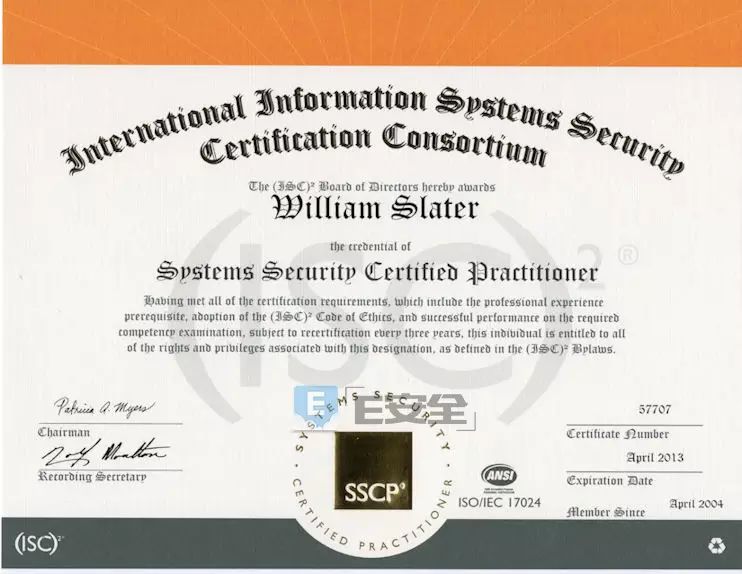 International Information Systems Security
Certification Consortium
The (ISC)² Board of Directors hereby awards
William Slater
the credential of
Systems Security Certified Practitioner
Having met all of the certification requirements, which include the professional experience
prerequisite, adoption of the (ISC)² Code of Ethics, and successful performance on the required
competency examination, subject to recertification every three years, this individual is entitled to all
of the rights and privileges associated with this designation, as defined in the (ISC)² Bylaws.
(ISC)²®
Patricia A. Myers
Chairman
Recording Secretary
E E安全
SYSTEMS SECURITY
SSCP®
CERTIFIED PRACTITIONER
ANSI
ISO/IEC 17024
57707
Certificate Number
April 2013
Expiration Date
Member Since April 2004
(ISC)²®